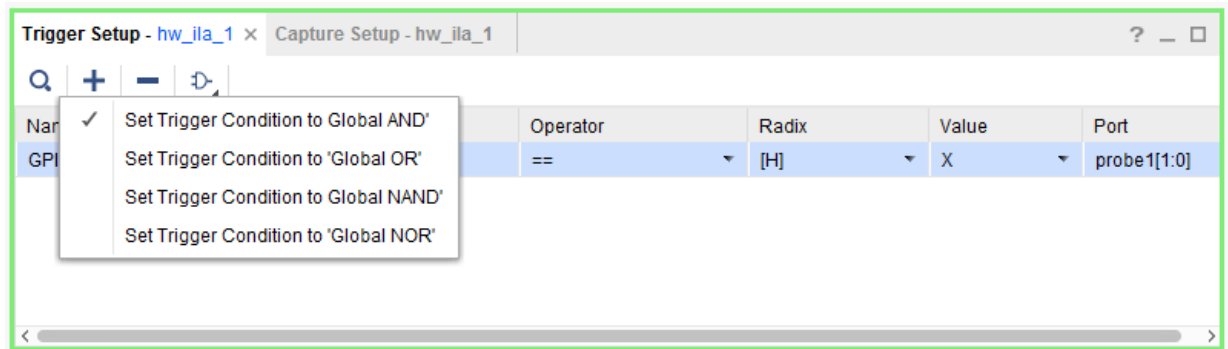 Trigger Setup - hw_ila_1 × Capture Setup - hw_ila_1 ? _
Nar Operator Radix Value Port
GPI == [H] X probe1[1:0]
✓ Set Trigger Condition to Global AND'
Set Trigger Condition to 'Global OR'
Set Trigger Condition to Global NAND'
Set Trigger Condition to 'Global NOR'